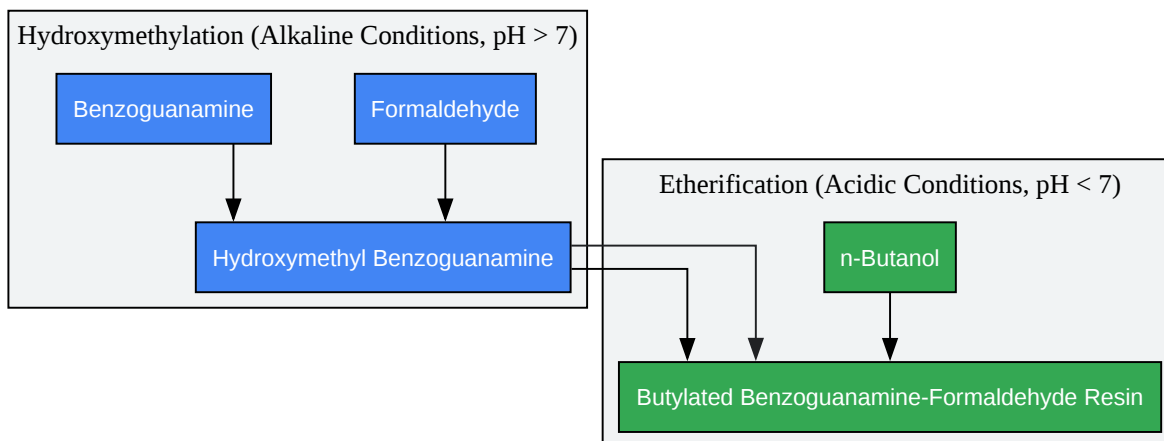 Hydroxymethylation (Alkaline Conditions, pH > 7)
Benzoguanamine
Formaldehyde
Hydroxymethyl Benzoguanamine
Etherification (Acidic Conditions, pH < 7)
n-Butanol
Butylated Benzoguanamine-Formaldehyde Resin